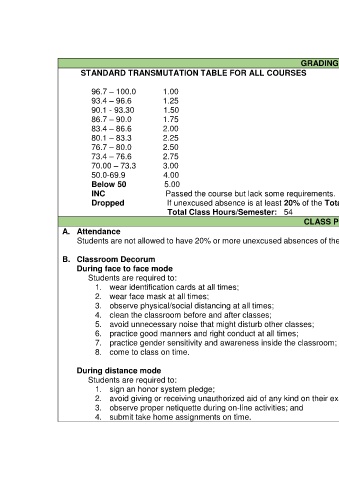 GRADING
STANDARD TRANSMUTATION TABLE FOR ALL COURSES
96.7 – 100.0 1.00
93.4 – 96.6 1.25
90.1 - 93.30 1.50
86.7 – 90.0 1.75
83.4 – 86.6 2.00
80.1 – 83.3 2.25
76.7 – 80.0 2.50
73.4 – 76.6 2.75
70.00 – 73.3 3.00
50.0-69.9 4.00
Below 50 5.00
INC Passed the course but lack some requirements.
Dropped If unexcused absence is at least 20% of the Tota
Total Class Hours/Semester: 54
CLASS P
A. Attendance
Students are not allowed to have 20% or more unexcused absences of the
B. Classroom Decorum
During face to face mode
Students are required to:
1. wear identification cards at all times;
2. wear face mask at all times;
3. observe physical/social distancing at all times;
4. clean the classroom before and after classes;
5. avoid unnecessary noise that might disturb other classes;
6. practice good manners and right conduct at all times;
7. practice gender sensitivity and awareness inside the classroom;
8. come to class on time.
During distance mode
Students are required to:
1. sign an honor system pledge;
2. avoid giving or receiving unauthorized aid of any kind on their ex
3. observe proper netiquette during on-line activities; and
4. submit take home assignments on time.